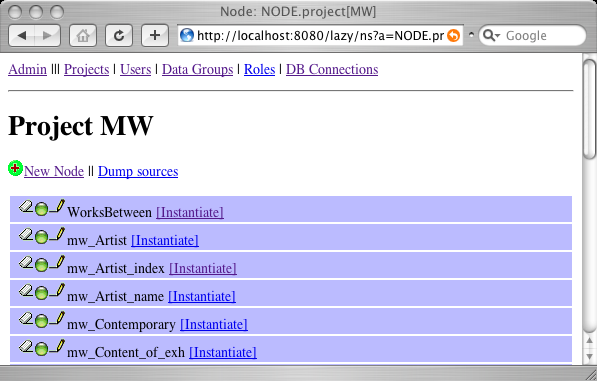 Node: NODE.project[MW]
http://localhost:8080/lazy/ns?a=NODE.pr
Google
Admin ||| Projects | Users | Data Groups | Roles | DB Connections
Project MW
New Node || Dump sources
WorksBetween [Instantiate]
mw_Artist [Instantiate]
mw_Artist_index [Instantiate]
mw_Artist_name [Instantiate]
mw_Contemporary [Instantiate]
mw_Content_of_exh [Instantiate]